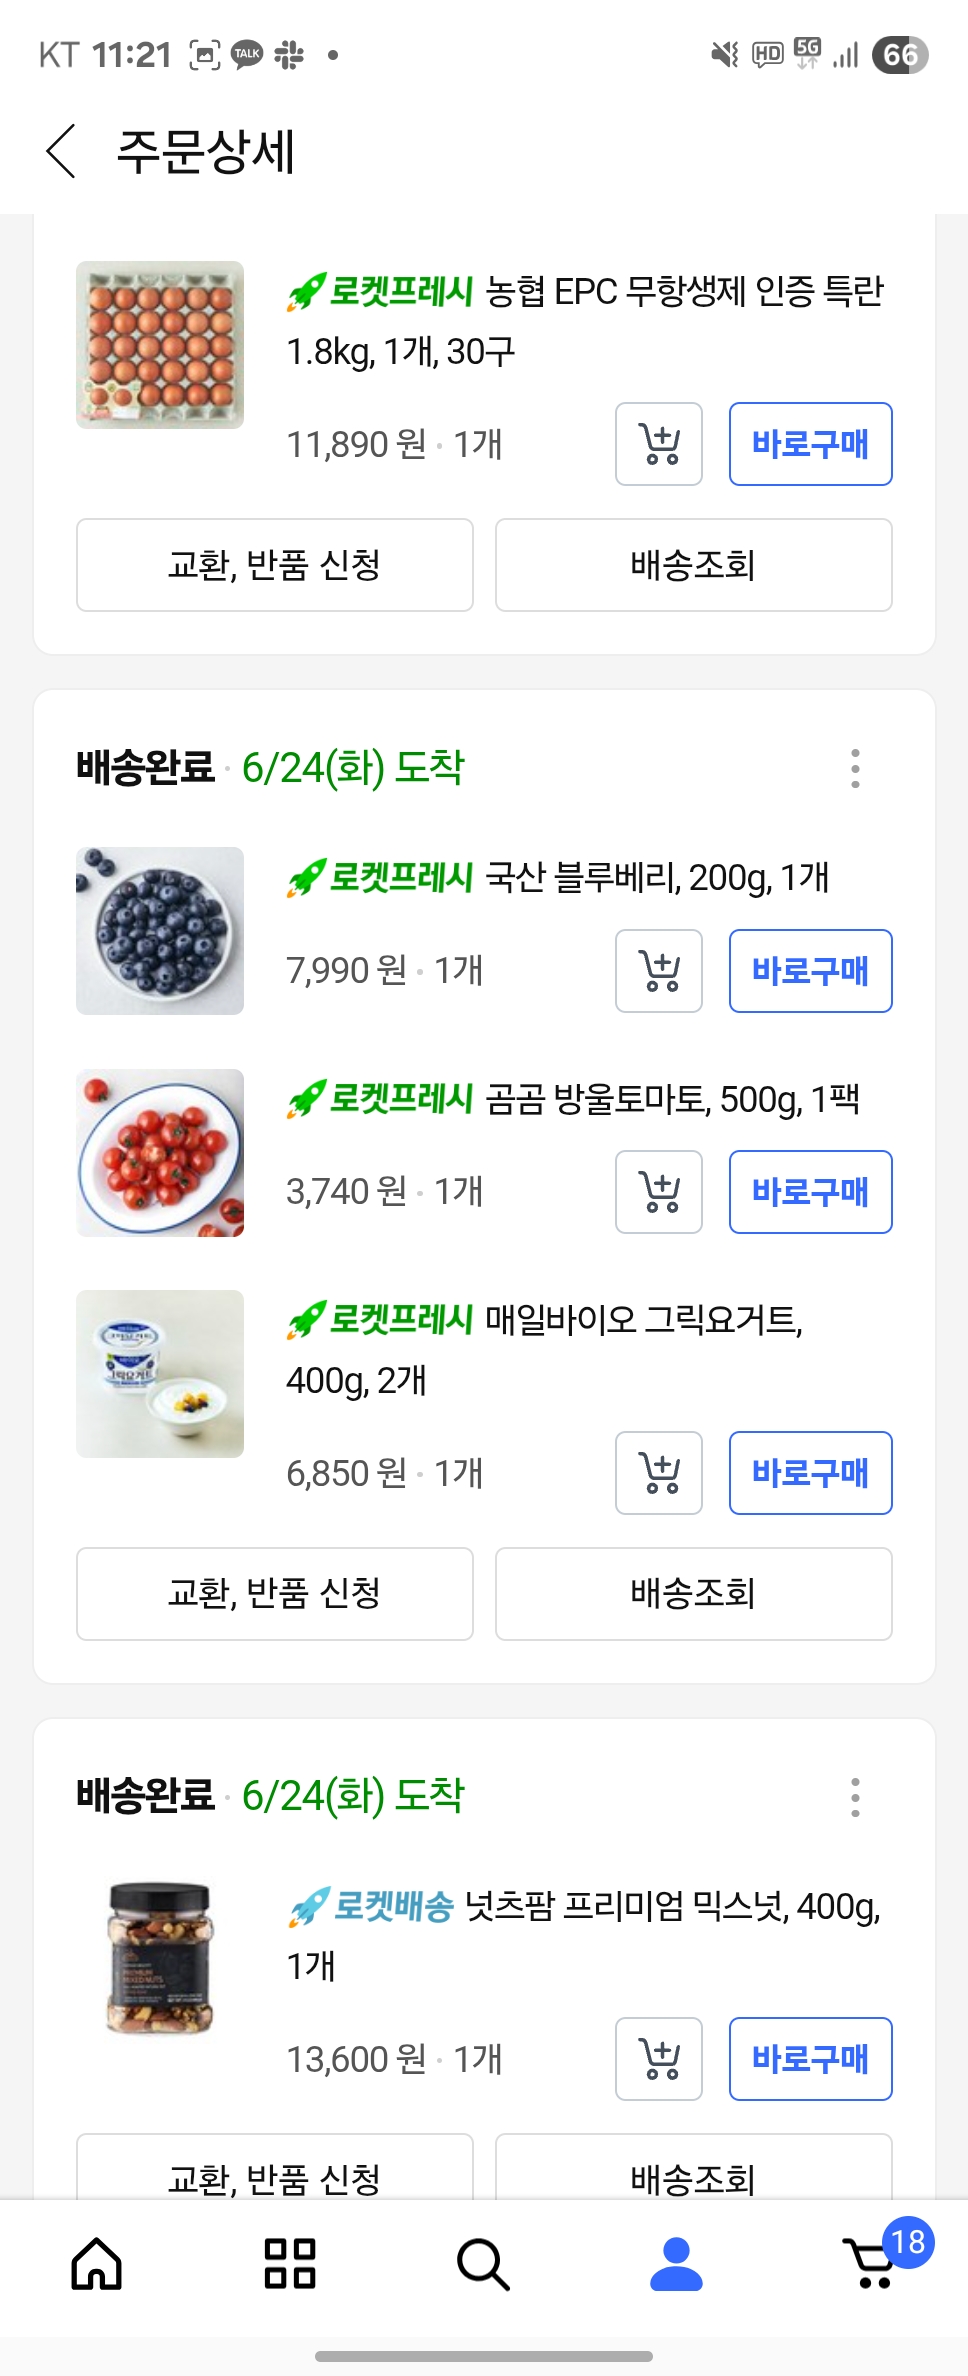 KT 11:21 TALK HD 5G 66
주문상세
로켓프레시 농협 EPC 무항생제 인증 특란
1.8kg, 1개, 30구
11,890 원 · 1개 바로구매
교환, 반품 신청 배송조회
배송완료 · 6/24(화) 도착
로켓프레시 국산 블루베리, 200g, 1개
7,990 원 · 1개 바로구매
로켓프레시 곰곰 방울토마토, 500g, 1팩
3,740 원 · 1개 바로구매
로켓프레시 매일바이오 그릭요거트,
400g, 2개
그릭요거트
6,850 원 · 1개 바로구매
교환, 반품 신청 배송조회
배송완료 · 6/24(화) 도착
로켓배송 넛츠팜 프리미엄 믹스넛, 400g,
1개
PREMIUM
MIXED NUTS
13,600 원 · 1개 바로구매
교환, 반품 신청 배송조회
18